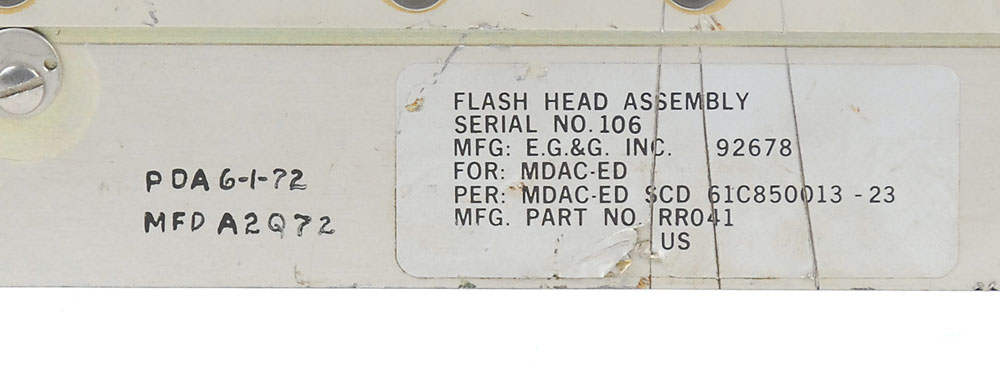 FLASH HEAD ASSEMBLY
SERIAL NO. 106
MFG: E.G.&G. INC. 92678
FOR: MDAC-ED
PER: MDAC-ED SCD 61C850013-23
MFG. PART NO. RR041
US
PDA 6-1-72
MFD A2Q72